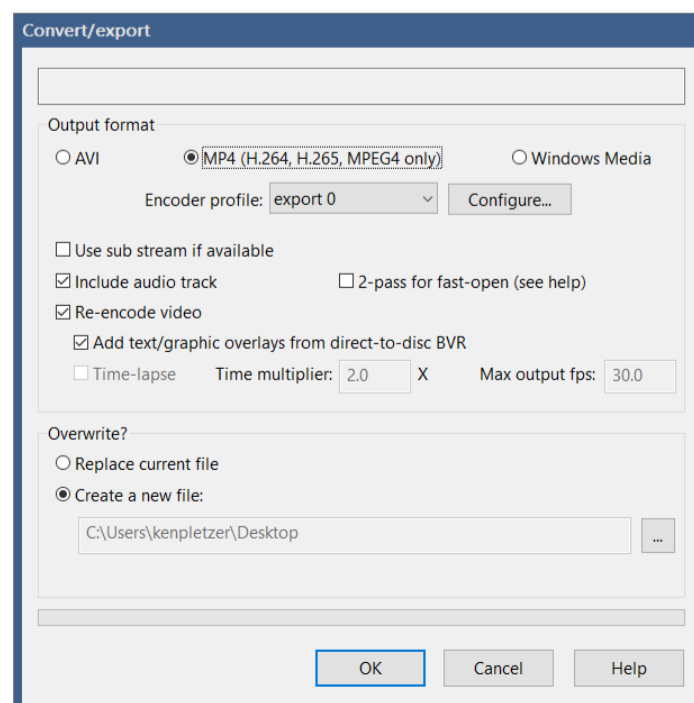 Convert/export
Output format
AVI MP4 (H.264, H.265, MPEG4 only) Windows Media
Encoder profile: export 0 Configure...
Use sub stream if available
Include audio track 2-pass for fast-open (see help)
Re-encode video
Add text/graphic overlays from direct-to-disc BVR
Time-lapse Time multiplier: 2.0 X Max output fps: 30.0
Overwrite?
Replace current file
Create a new file:
C:\Users\kenpletzer\Desktop ...
OK Cancel Help